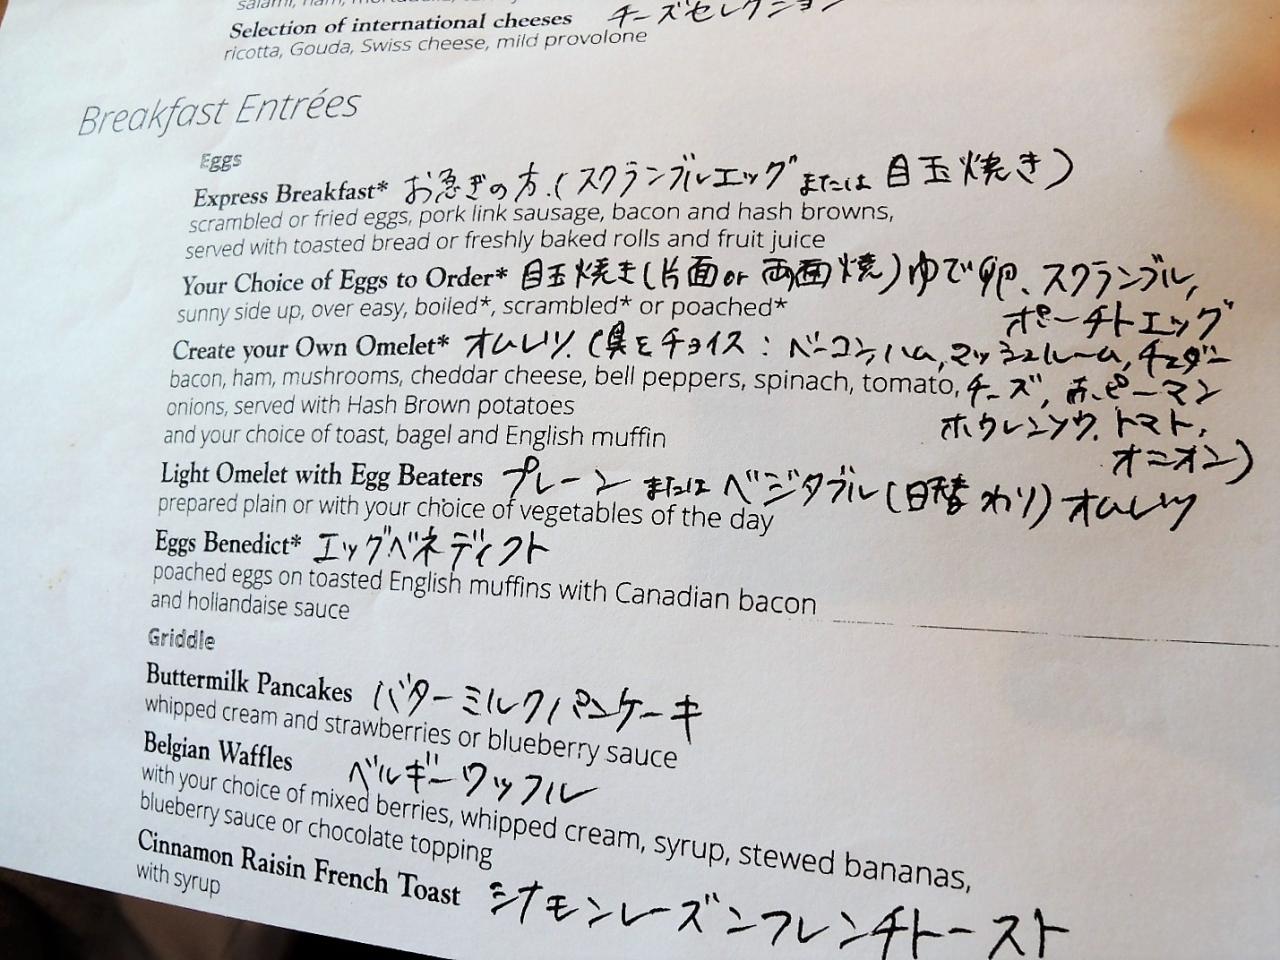 Selection of international cheeses チーズセレクション
ricotta, Gouda, Swiss cheese, mild provolone
Breakfast Entrées
Eggs
Express Breakfast* お急ぎの方.(スクランブルエッグまたは目玉焼き)
scrambled or fried eggs, pork link sausage, bacon and hash browns,
served with toasted bread or freshly baked rolls and fruit juice
Your Choice of Eggs to Order* 目玉焼き(片面or両面焼)ゆで卵、スクランブル,
sunny side up, over easy, boiled*, scrambled* or poached*
ポーチトエッグ
Create your Own Omelet* オムレツ.(具をチョイス:ベーコン,ハム,マッシュルーム,チェダー
bacon, ham, mushrooms, cheddar cheese, bell peppers, spinach, tomato, チーズ,赤ピーマン
onions, served with Hash Brown potatoes
ホウレンソウ.トマト,
and your choice of toast, bagel and English muffin
オニオン)
Light Omelet with Egg Beaters プレーンまたはベジタブル(日替わり)オムレツ
prepared plain or with your choice of vegetables of the day
Eggs Benedict* エッグベネディクト
poached eggs on toasted English muffins with Canadian bacon
and hollandaise sauce
Griddle
Buttermilk Pancakes バターミルクパンケーキ
whipped cream and strawberries or blueberry sauce
Belgian Waffles ベルギーワッフル
with your choice of mixed berries, whipped cream, syrup, stewed bananas,
blueberry sauce or chocolate topping
Cinnamon Raisin French Toast シナモンレーズンフレンチトースト
with syrup